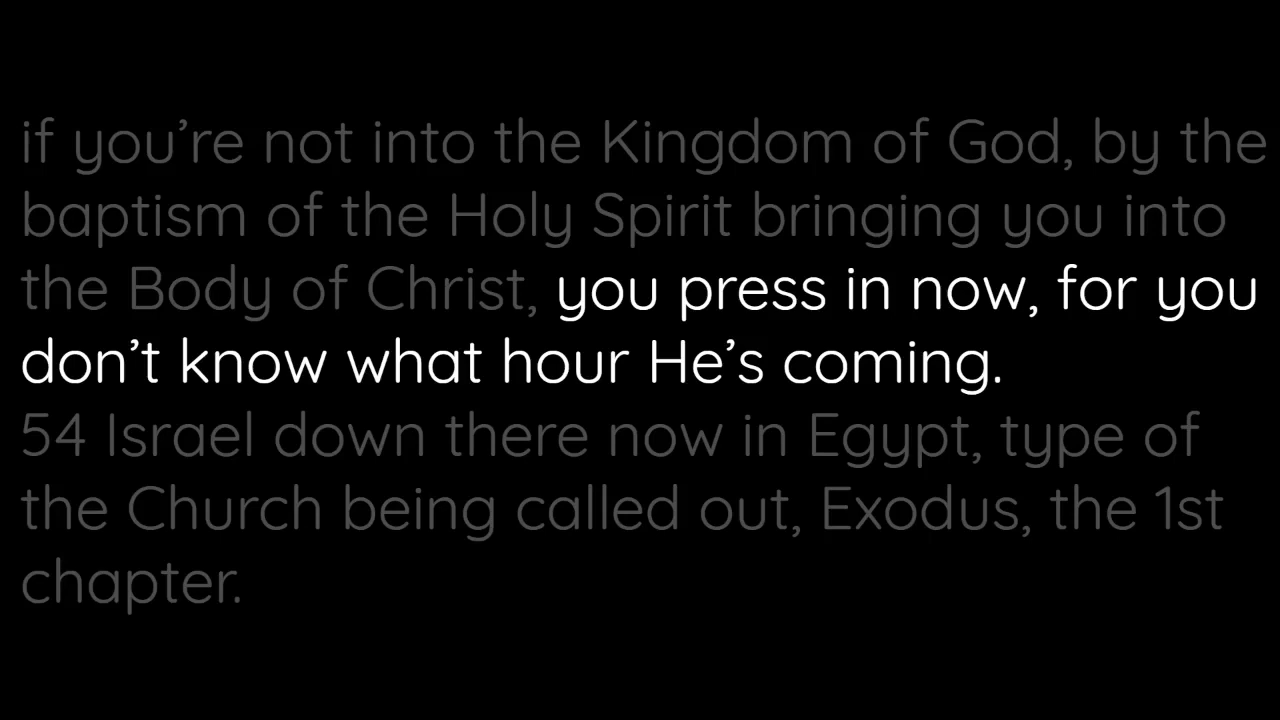 if you’re not into the Kingdom of God, by the
baptism of the Holy Spirit bringing you into
the Body of Christ, you press in now, for you
don’t know what hour He’s coming.
54 Israel down there now in Egypt, type of
the Church being called out, Exodus, the 1st
chapter.